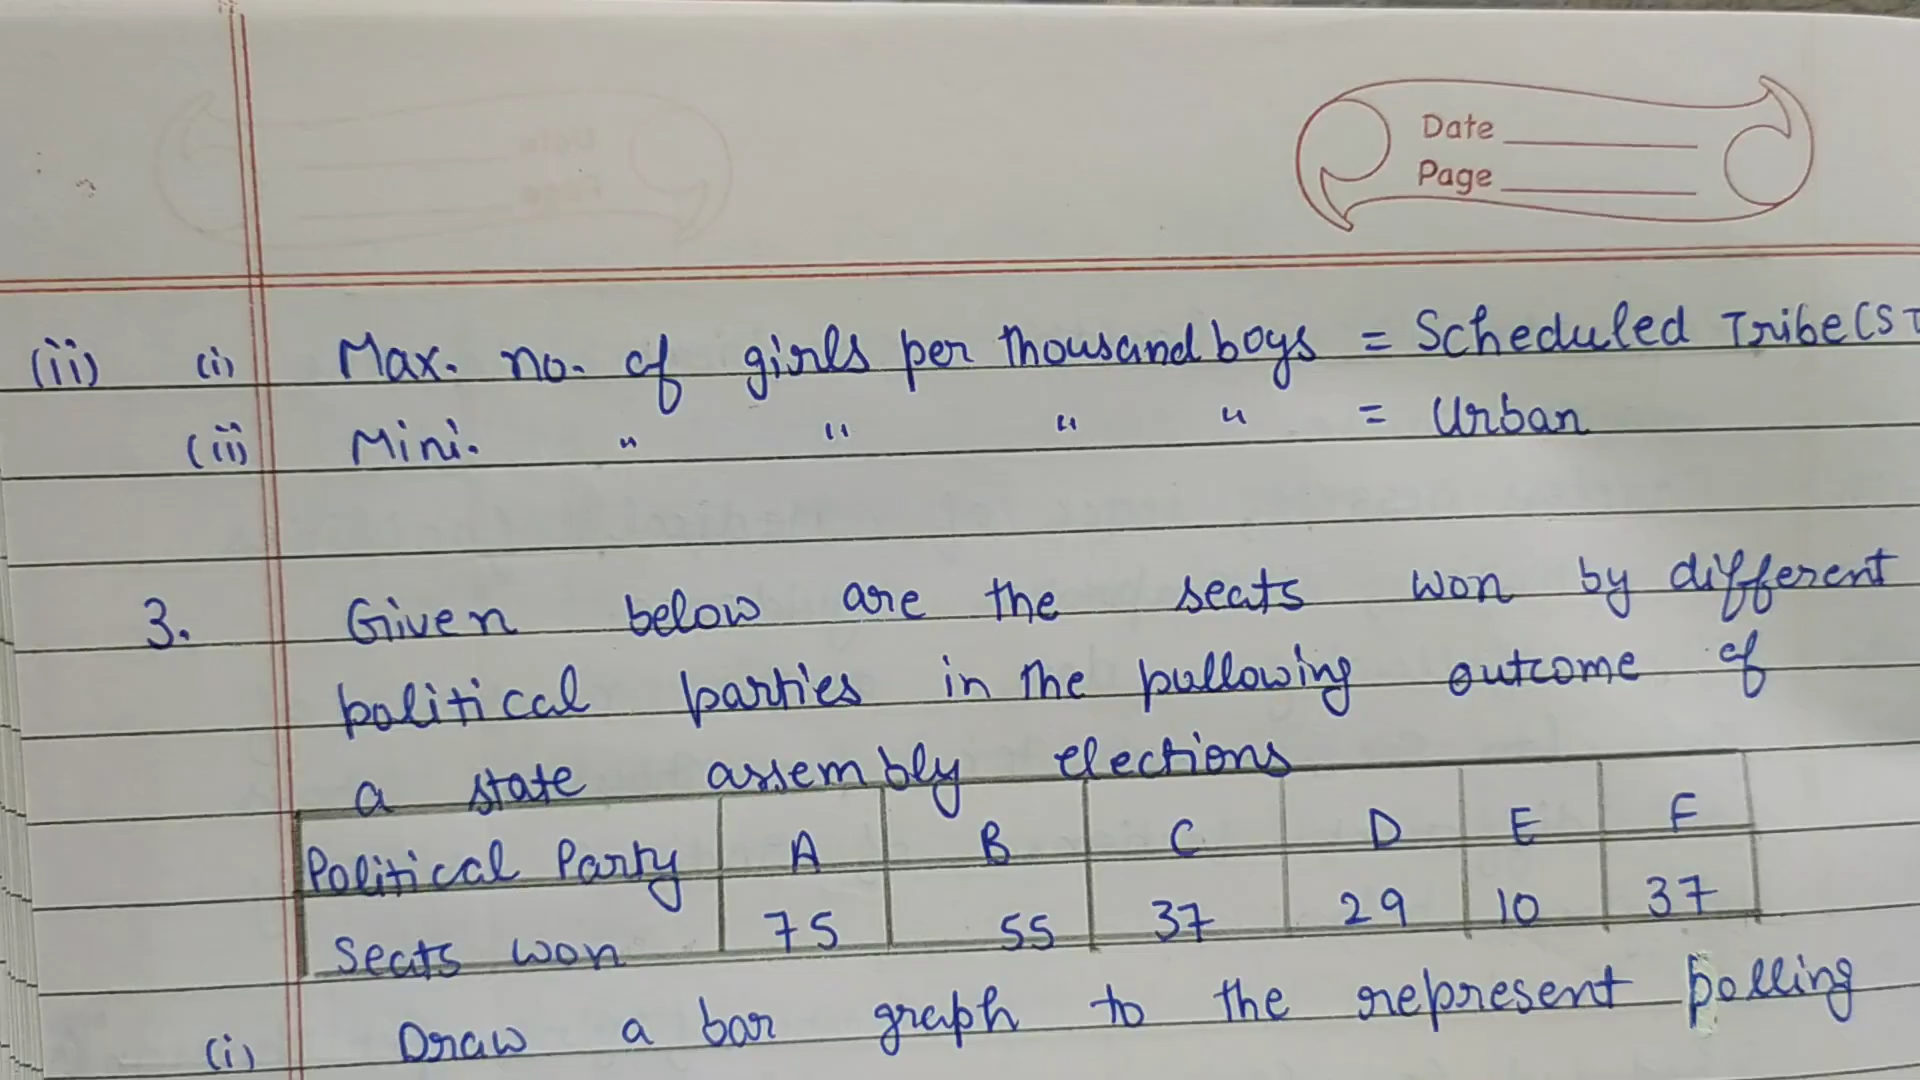 Date
Page
(ii) (i) Max. no. of girls per thousand boys = Scheduled Tribe (ST
(ii) Mini. " " " " = Urban
3. Given below are the seats won by different
political parties in the pollowing outcome of
a state assembly elections
Political Party A B C D E F
Seats won 75 55 37 29 10 37
(i) Draw a bar graph to the represent polling